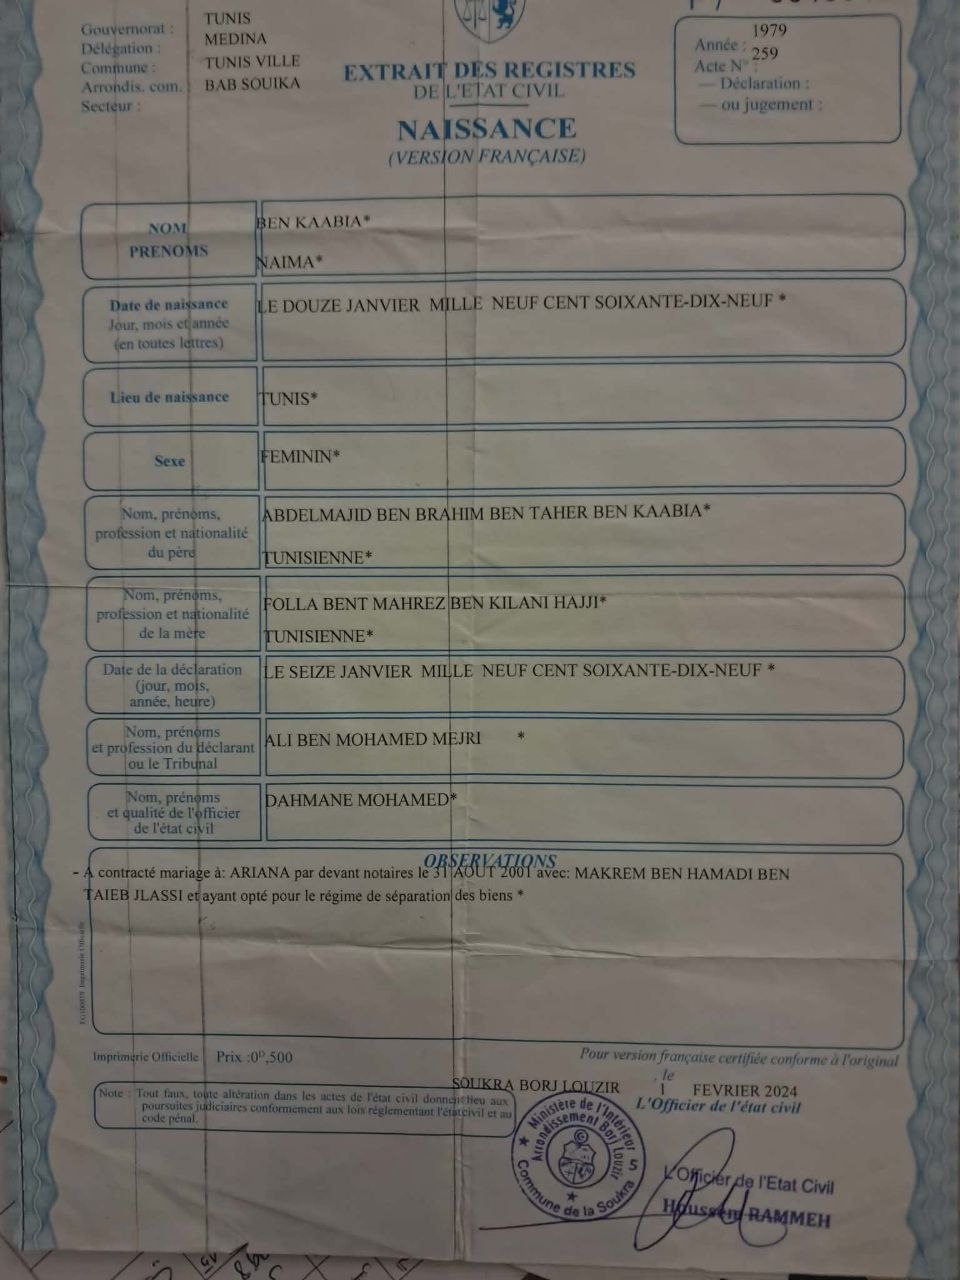 Gouvernorat : TUNIS
Délégation : MEDINA
Commune : TUNIS VILLE
Arrondis. com. : BAB SOUIKA
Secteur :
EXTRAIT DES REGISTRES
DE L'ETAT CIVIL
NAISSANCE
(VERSION FRANÇAISE)
Année : 1979
Acte N° : 259
— Déclaration :
— ou jugement :
NOM
BEN KAABIA*
PRENOMS
NAIMA*
Date de naissance
Jour, mois et année
(en toutes lettres)
LE DOUZE JANVIER MILLE NEUF CENT SOIXANTE-DIX-NEUF *
Lieu de naissance
TUNIS*
Sexe
FEMININ*
Nom, prénoms,
profession et nationalité
du père
ABDELMAJID BEN BRAHIM BEN TAHER BEN KAABIA*
TUNISIENNE*
Nom, prénoms,
profession et nationalité
de la mère
FOLLA BENT MAHREZ BEN KILANI HAJJI*
TUNISIENNE*
Date de la déclaration
(jour, mois,
année, heure)
LE SEIZE JANVIER MILLE NEUF CENT SOIXANTE-DIX-NEUF *
Nom, prénoms
et profession du déclarant
ou le Tribunal
ALI BEN MOHAMED MEJRI *
Nom, prénoms
et qualité de l'officier
de l'état civil
DAHMANE MOHAMED*
OBSERVATIONS
- A contracté mariage à: ARIANA par devant notaires le 31 AOUT 2001 avec: MAKREM BEN HAMADI BEN
TAIEB JLASSI et ayant opté pour le régime de séparation des biens *
Imprimerie Officielle Prix :0ᴰ,500
Pour version française certifiée conforme à l'original
SOUKRA BORJ LOUZIR , le 1 FEVRIER 2024
L'Officier de l'état civil
Note : Tout faux, toute altération dans les actes de l'état civil donnent lieu aux
poursuites judiciaires conformement aux lois réglementant l'état civil et au
code pénal.
Ministère de l'Intérieur
Arrondissement Borj Louzir
Commune de la Soukra
5
L'Officier de l'Etat Civil
Houssem RAMMEH